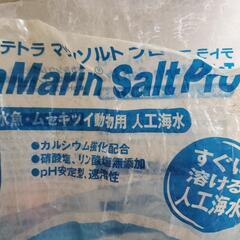 テトラ マリンソルト プロ
Marin Salt Pro
水魚・ムセキツイ動物用 人工海水
●カルシウム強化配合
●硝酸塩、リン酸塩無添加
●pH安定型、速溶性
すぐに
溶ける
人工海水